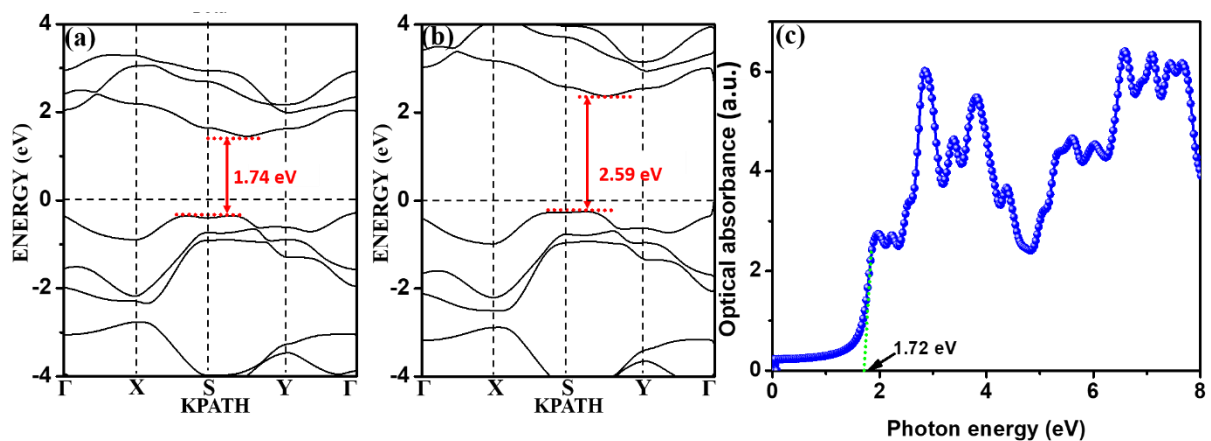 (a)
ENERGY (eV)
4
2
0
-2
-4
1.74 eV
Γ X S Y Γ
KPATH
(b)
ENERGY (eV)
4
2
0
-2
-4
2.59 eV
Γ X S Y Γ
KPATH
(c)
Optical absorbance (a.u.)
6
4
2
0
1.72 eV
0 2 4 6 8
Photon energy (eV)